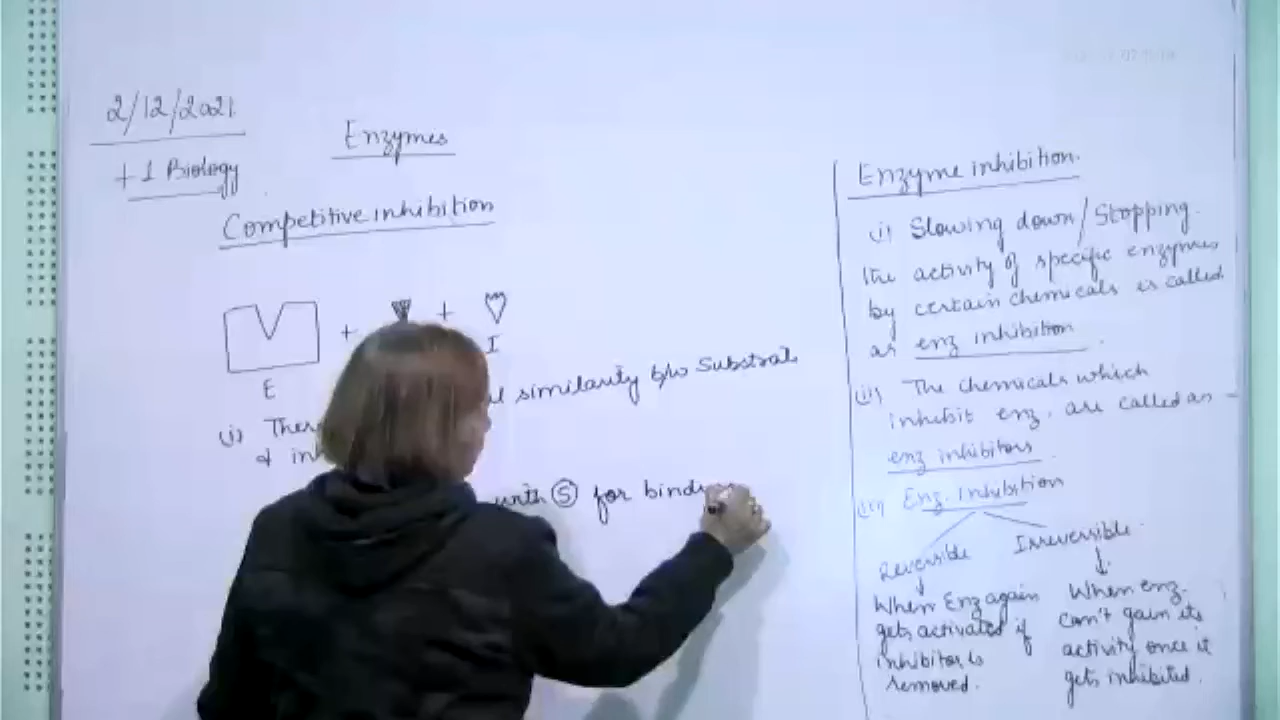 2/12/2021
+1 Biology
Enzymes
Competitive inhibition
+ +
E I
(i) Ther similarity b/w Substrate
& in
with Ⓢ for bind
Enzyme inhibition.
(i) Slowing down/Stopping
the activity of specific enzymes
by certain chemicals is called
as enz inhibition.
(ii) The chemicals which
inhibit enz. are called as -
enz inhibitors.
(iii) Enz. Inhibition
Reversible Irreversible
When Enz again
gets activated if
inhibitor is
removed.
When enz.
can't gain its
activity once it
gets inhibited.